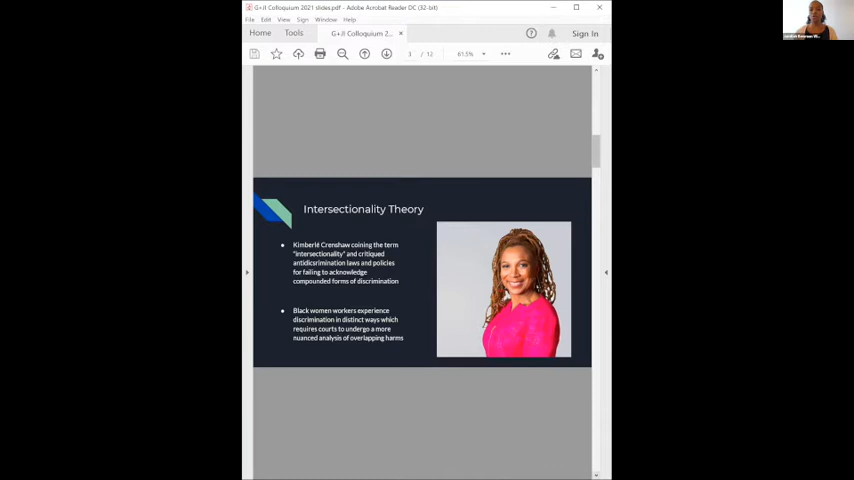 G+JI Colloquium 2021 slides.pdf - Adobe Acrobat Reader DC (32-bit)
File Edit View Sign Window Help
Home Tools G+JI Colloquium 2... × Sign In
3 / 12 61.5%
Intersectionality Theory
• Kimberlé Crenshaw coining the term
"intersectionality" and critiqued
antidicsrimination laws and policies
for failing to acknowledge
compounded forms of discrimination
• Black women workers experience
discrimination in distinct ways which
requires courts to undergo a more
nuanced analysis of overlapping harms